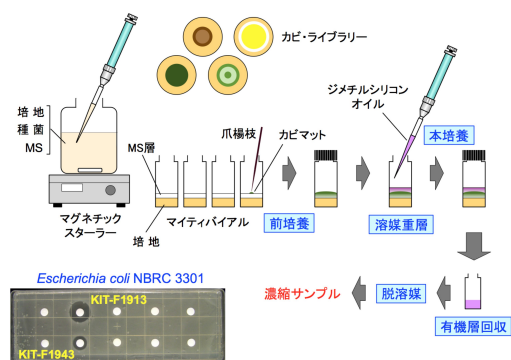 カビ・ライブラリー
ジメチルシリコン
オイル
培 地
種 菌
MS
爪楊枝
本培養
MS層
カビマット
マグネチック
スターラー
マイティバイアル
前培養
溶媒重層
培 地
Escherichia coli NBRC 3301
濃縮サンプル
脱溶媒
有機層回収
KIT-F1913
KIT-F1943